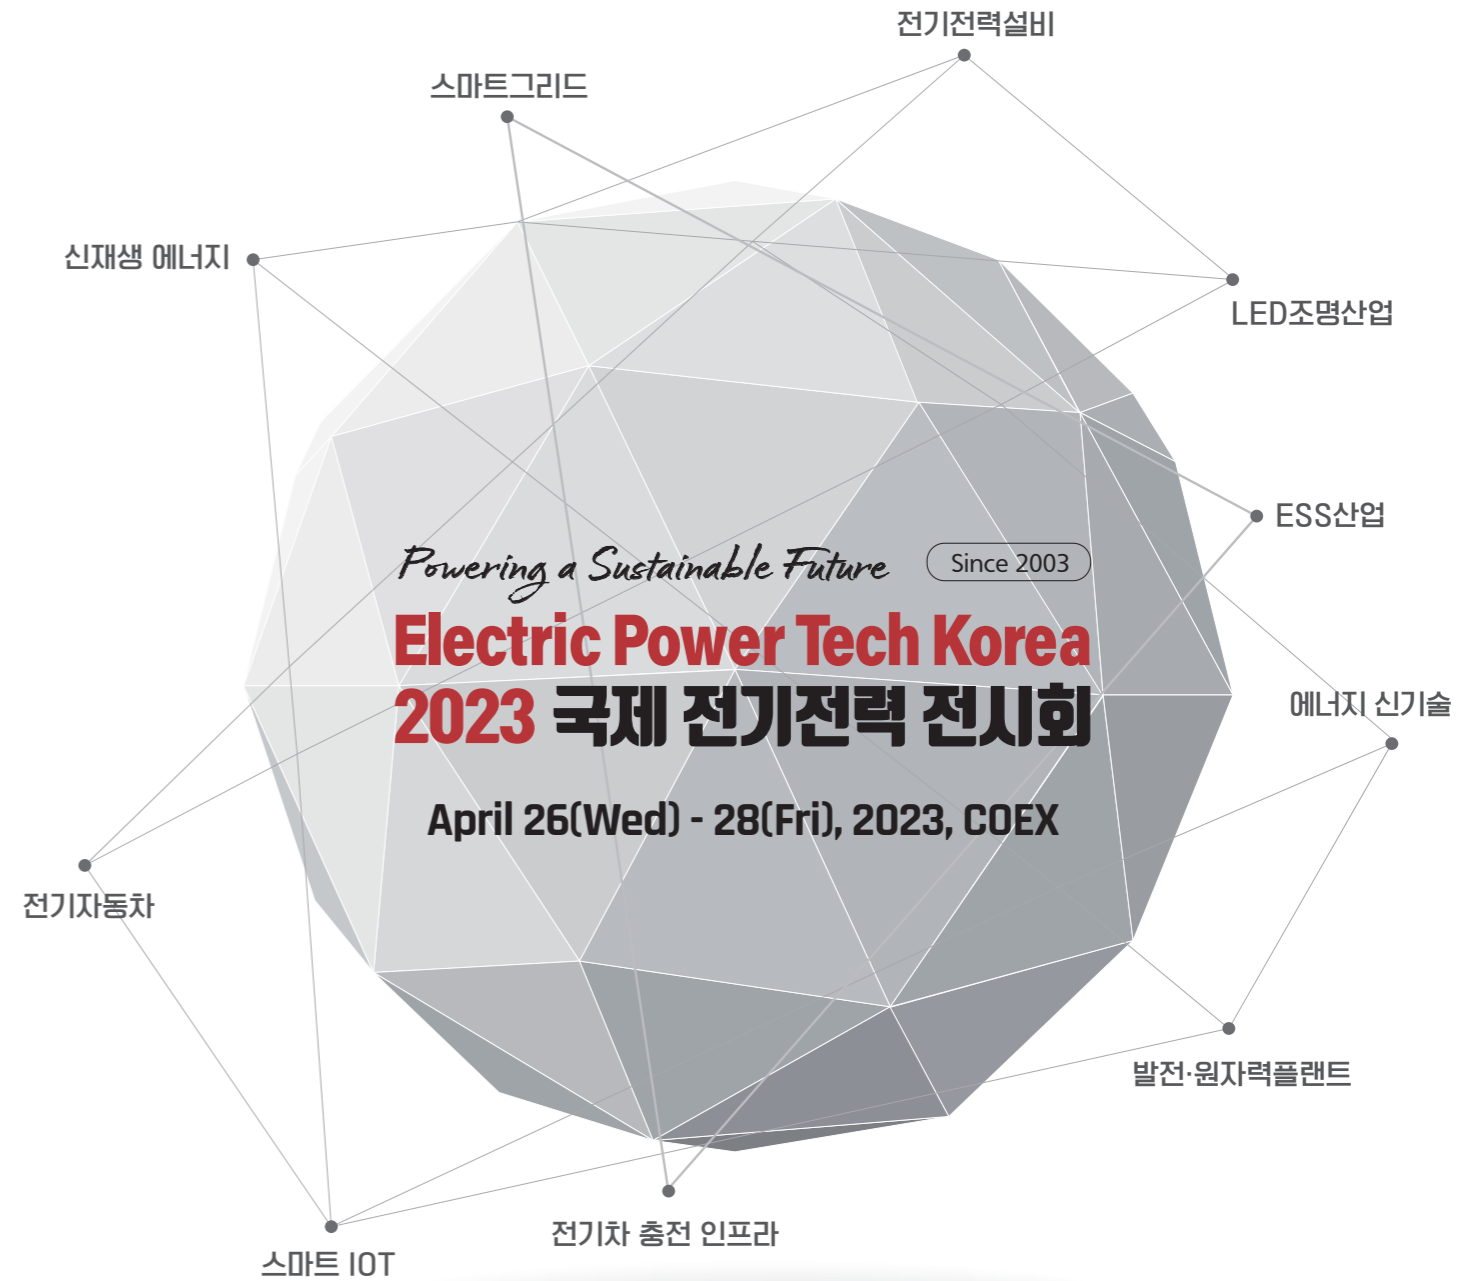 전기전력설비
스마트그리드
신재생 에너지
LED조명산업
ESS산업
Powering a Sustainable Future
Since 2003
Electric Power Tech Korea
2023 국제 전기전력 전시회
에너지 신기술
April 26(Wed) - 28(Fri), 2023, COEX
전기자동차
발전·원자력플랜트
전기차 충전 인프라
스마트 IOT